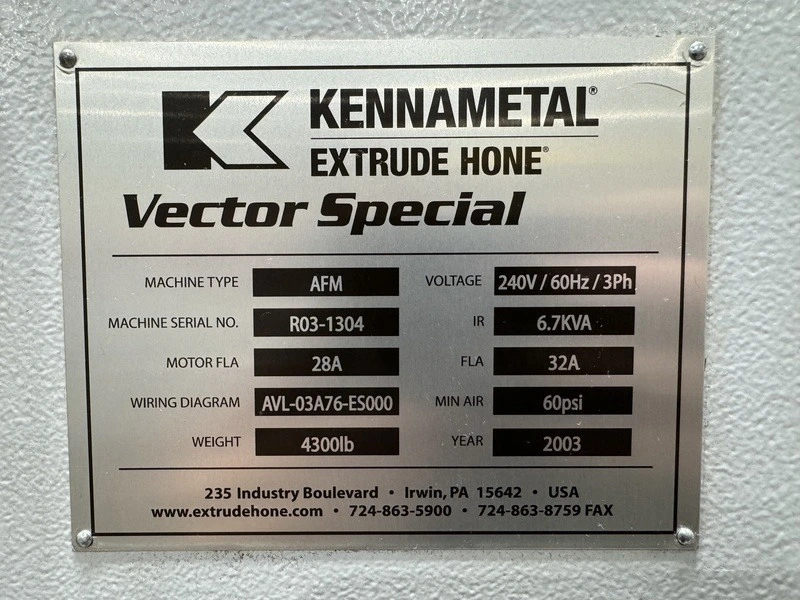 KENNAMETAL®
EXTRUDE HONE®
Vector Special
MACHINE TYPE AFM VOLTAGE 240V / 60Hz / 3Ph
MACHINE SERIAL NO. R03-1304 IR 6.7KVA
MOTOR FLA 28A FLA 32A
WIRING DIAGRAM AVL-03A76-ES000 MIN AIR 60psi
WEIGHT 4300lb YEAR 2003
235 Industry Boulevard • Irwin, PA 15642 • USA
www.extrudehone.com • 724-863-5900 • 724-863-8759 FAX